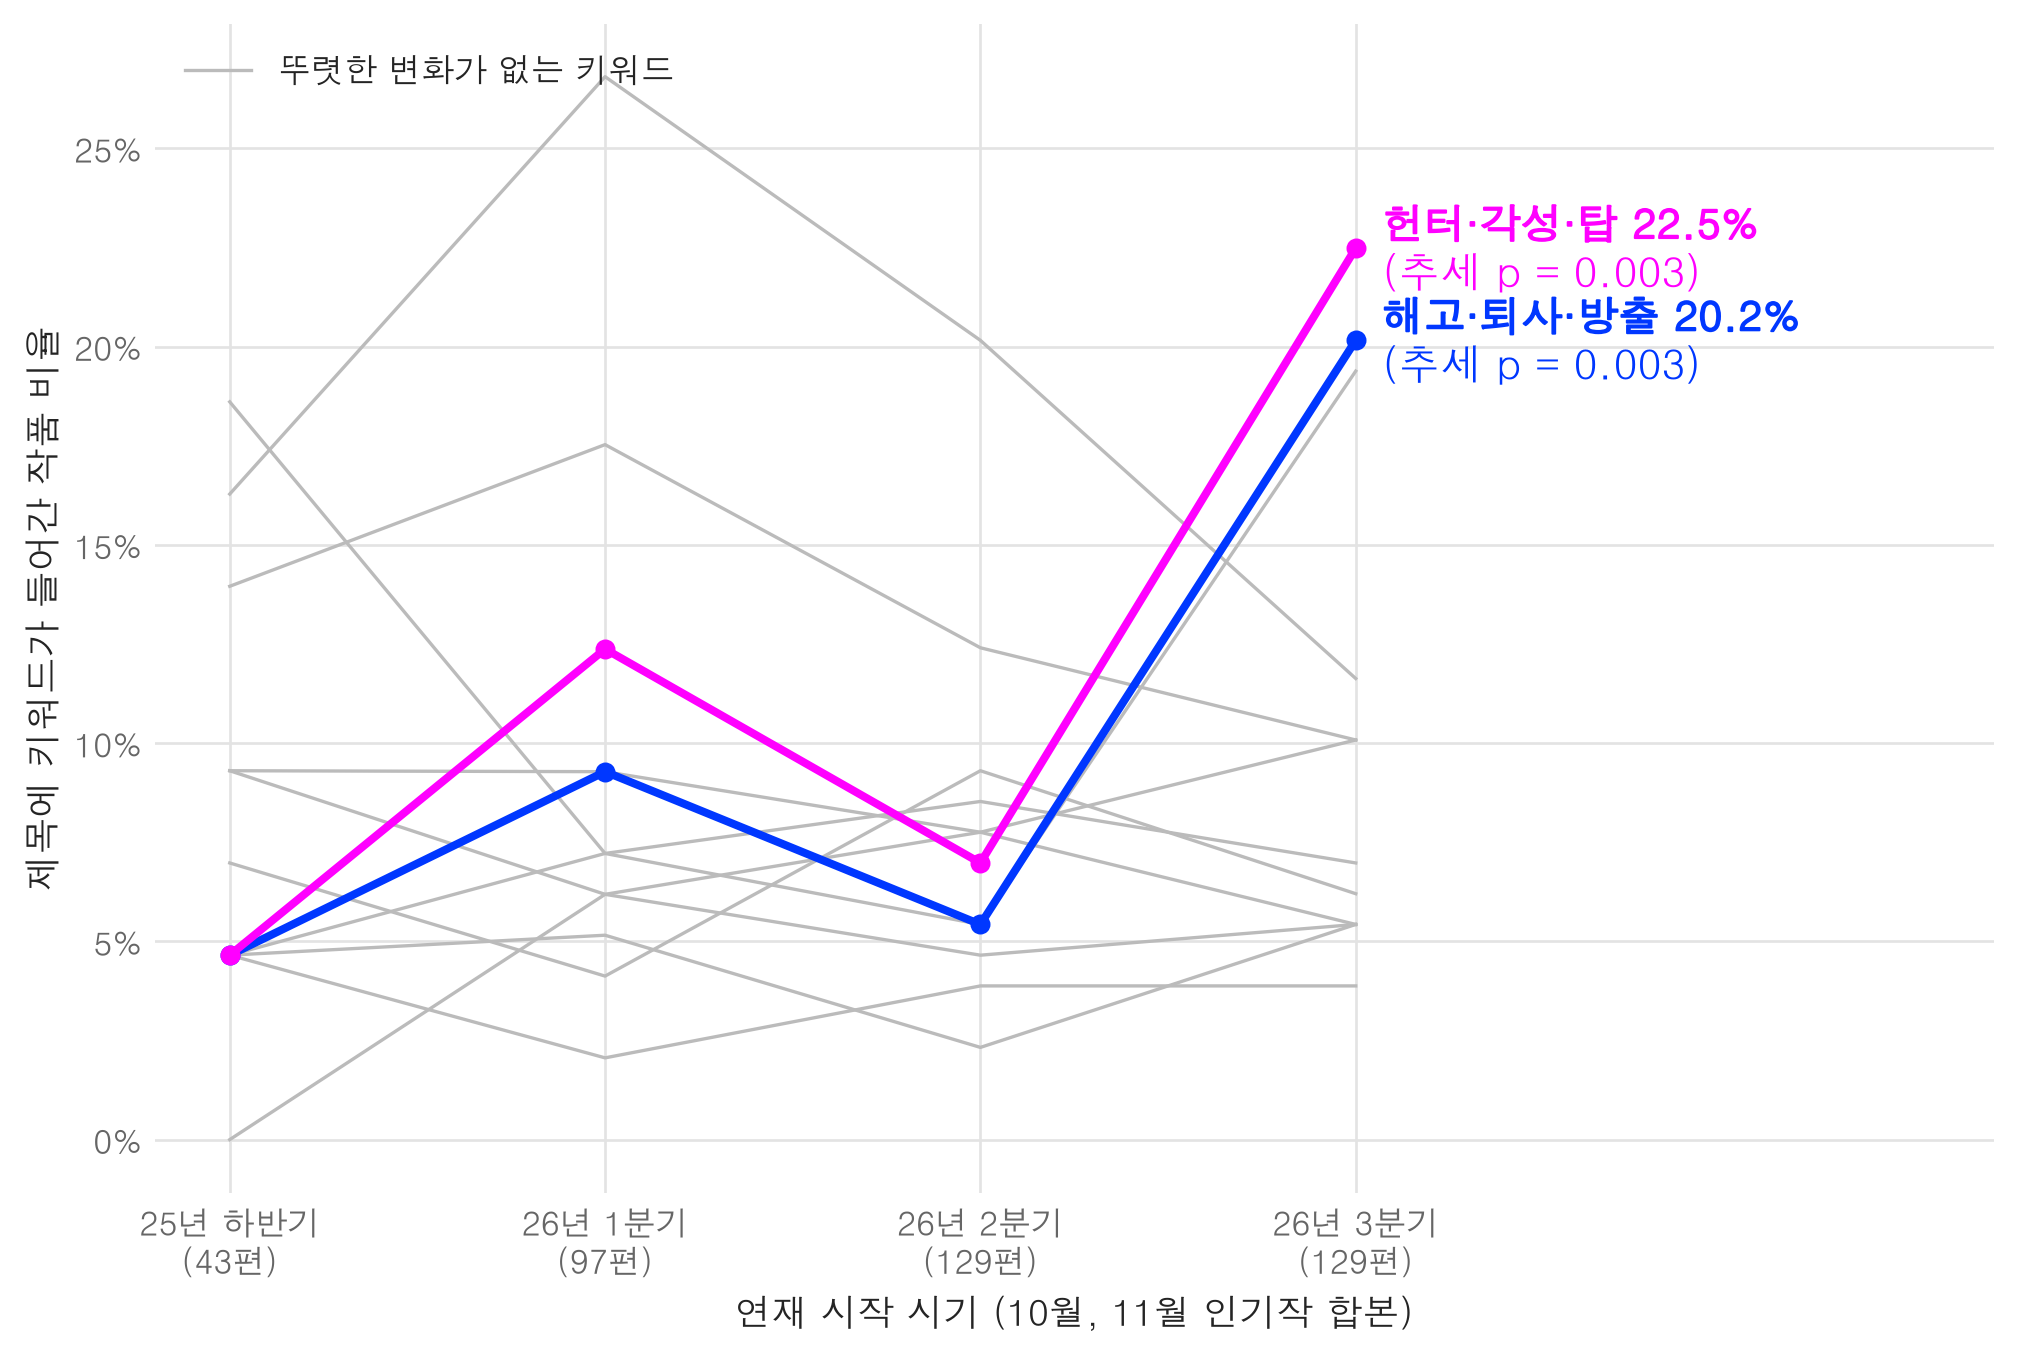 뚜렷한 변화가 없는 키워드
25%
20%
15%
10%
5%
0%
제목에 키워드가 들어간 작품 비율
헌터·각성·탑 22.5%
(추세 p = 0.003)
해고·퇴사·방출 20.2%
(추세 p = 0.003)
25년 하반기
(43편)
26년 1분기
(97편)
26년 2분기
(129편)
26년 3분기
(129편)
연재 시작 시기 (10월, 11월 인기작 합본)